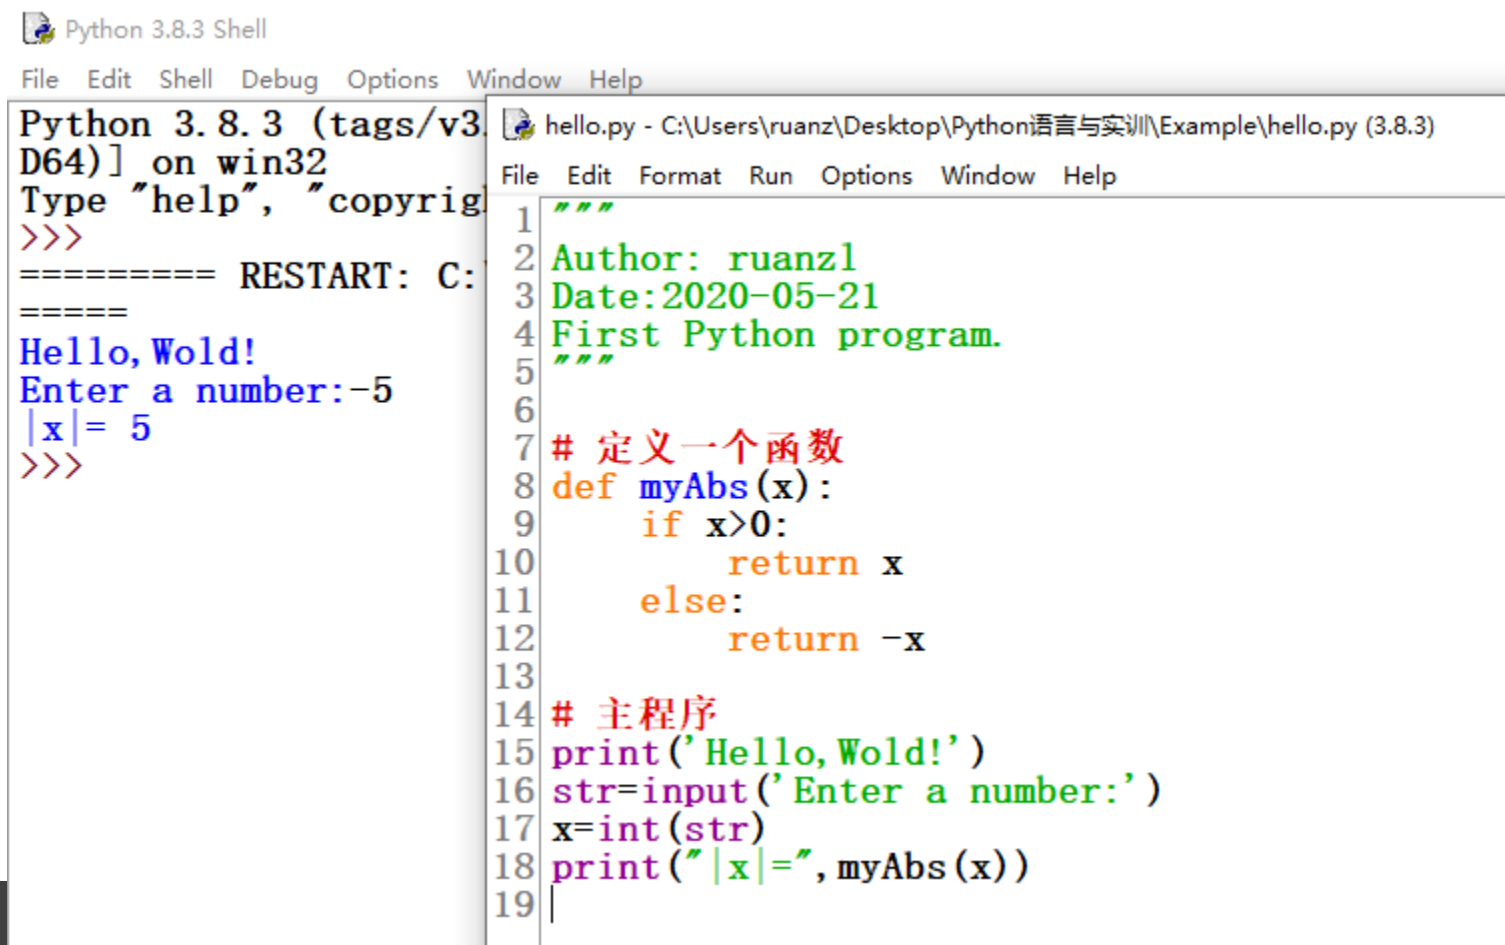 Python 3.8.3 Shell
File Edit Shell Debug Options Window Help
Python 3.8.3 (tags/v3.
D64)] on win32
Type "help", "copyrig
>>>
========= RESTART: C:\
=====
Hello,Wold!
Enter a number:-5
|x|= 5
>>>
hello.py - C:\Users\ruanz\Desktop\Python语言与实训\Example\hello.py (3.8.3)
File Edit Format Run Options Window Help
1 """
2 Author: ruanzl
3 Date:2020-05-21
4 First Python program.
5 """
6
7 # 定义一个函数
8 def myAbs(x):
9     if x>0:
10         return x
11     else:
12         return -x
13
14 # 主程序
15 print('Hello,Wold!')
16 str=input('Enter a number:')
17 x=int(str)
18 print("|x|=",myAbs(x))
19